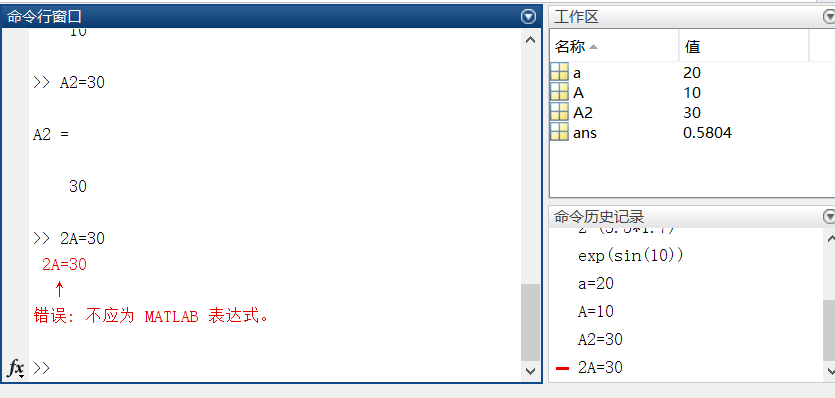 命令行窗口
10
>> A2=30
A2 =
30
>> 2A=30
2A=30
↑
错误: 不应为 MATLAB 表达式。
fx >>
工作区
名称 值
a 20
A 10
A2 30
ans 0.5804
命令历史记录
exp(sin(10))
a=20
A=10
A2=30
2A=30